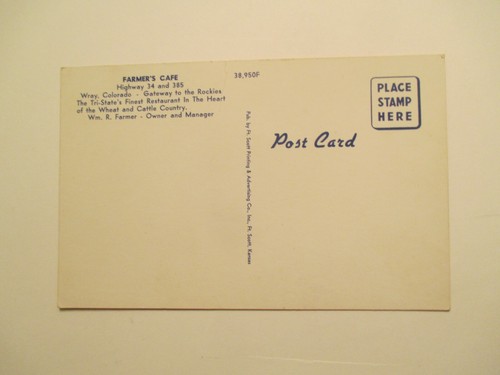 FARMER'S CAFE
Highway 34 and 385
Wray, Colorado - Gateway to the Rockies
The Tri-State's Finest Restaurant In The Heart
of the Wheat and Cattle Country.
Wm. R. Farmer - Owner and Manager
38,950F
Pub. by Ft. Scott Printing & Advertising Co., Inc., Ft. Scott, Kansas
Post Card
PLACE
STAMP
HERE